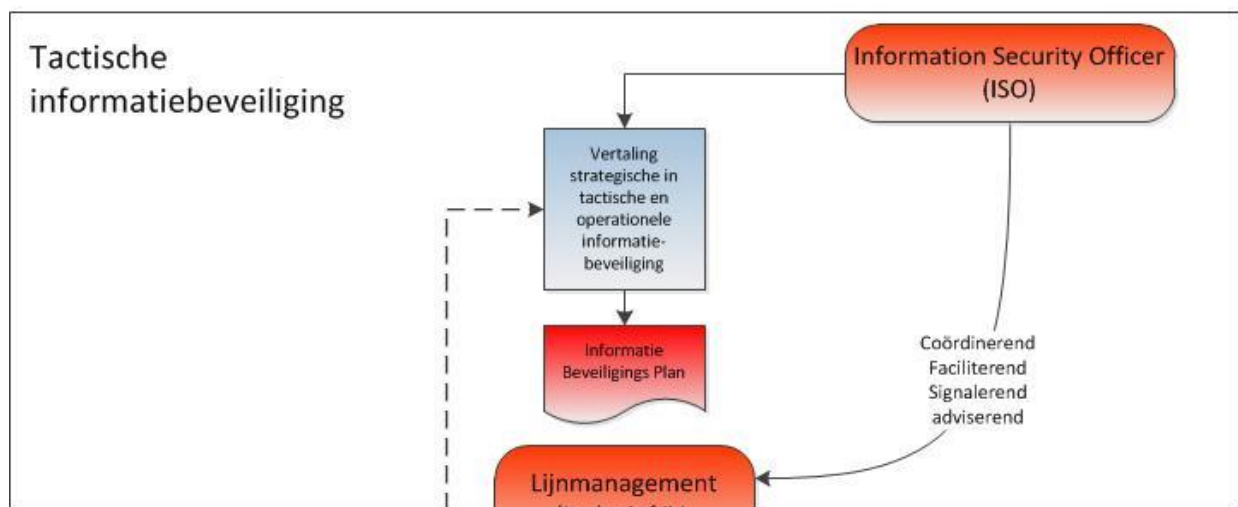 Tactische
informatiebeveiliging
Information Security Officer
(ISO)
Vertaling
strategische in
tactische en
operationele
informatie-
beveiliging
Informatie
Beveiligings Plan
Coördinerend
Faciliterend
Signalerend
adviserend
Lijnmanagement